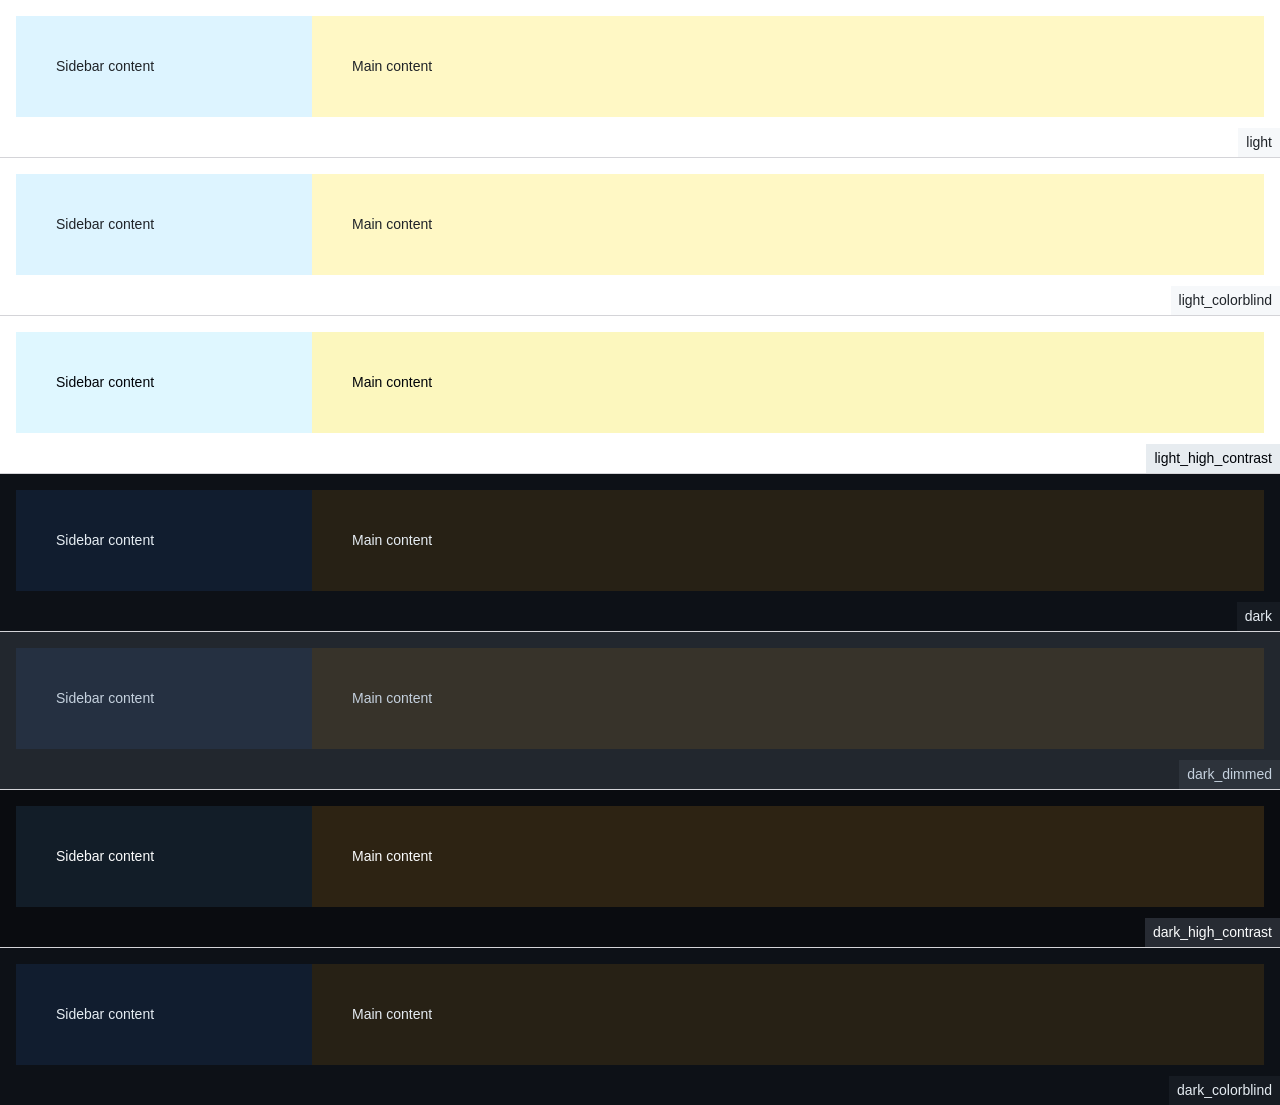 Sidebar content
Main content
light
Sidebar content
Main content
light_colorblind
Sidebar content
Main content
light_high_contrast
Sidebar content
Main content
dark
Sidebar content
Main content
dark_dimmed
Sidebar content
Main content
dark_high_contrast
Sidebar content
Main content
dark_colorblind